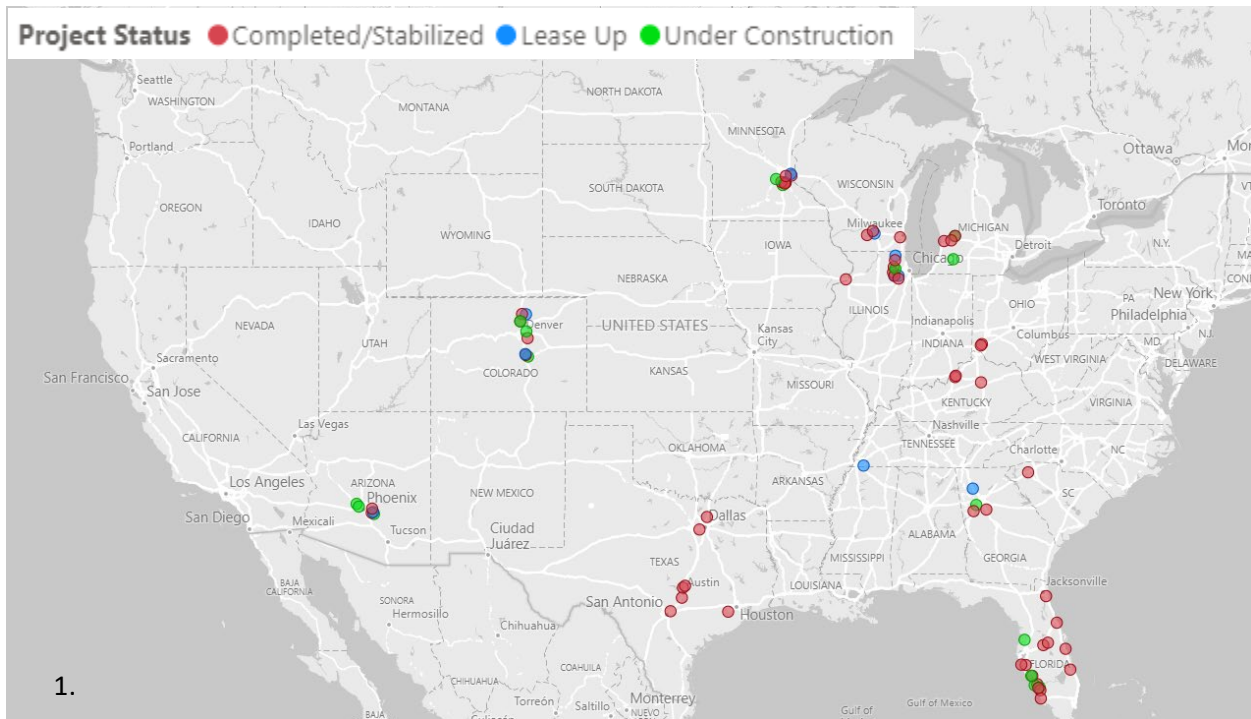 Project Status Completed/Stabilized Lease Up Under Construction
Seattle
WASHINGTON
MONTANA
NORTH DAKOTA
MINNESOTA
Ottawa
Portland
SOUTH DAKOTA
WISCONSIN
Toronto
OREGON
IDAHO
WYOMING
Milwaukee
MICHIGAN
Detroit
N.Y.
IOWA
Chicago
NEBRASKA
ILLINOIS
OHIO
PA
New York
NEVADA
Denver
UNITED STATES
Indianapolis
Columbus
Philadelphia
N.J.
UTAH
Kansas
City
INDIANA
MD.
Sacramento
WEST VIRGINIA
DELAWARE
San Francisco
COLORADO
KANSAS
MISSOURI
San Jose
KENTUCKY
VIRGINIA
Las Vegas
Nashville
CALIFORNIA
OKLAHOMA
TENNESSEE
Charlotte
NC
Los Angeles
ARIZONA
NEW MEXICO
ARKANSAS
SC
Phoenix
San Diego
Mexicali
Tucson
Dallas
Ciudad
Juárez
ALABAMA
MISSISSIPPI
GEORGIA
TEXAS
BAJA
CALIFORNIA
SONORA
Hermosillo
Austin
LOUISIANA
Jacksonville
San Antonio
Houston
Chihuahua
COAHUILA
FLORIDA
1.
CHIHUAHUA
Monterrey
Torreón
Saltillo
BAJA
Gulf of
Gulf of Mexico